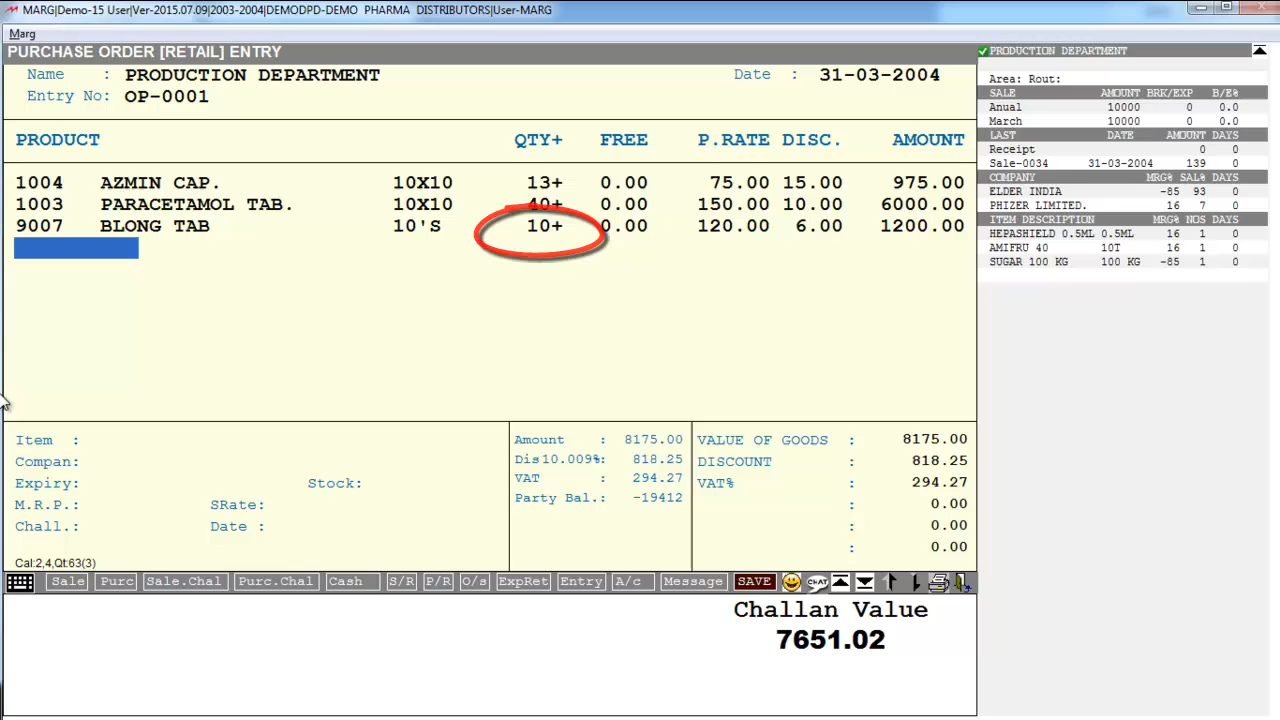 MARG|Demo-15 User|Ver-2015.07.09|2003-2004|DEMODPD-DEMO PHARMA DISTRIBUTORS|User-MARG
Marg
PURCHASE ORDER [RETAIL] ENTRY
Name : PRODUCTION DEPARTMENT Date : 31-03-2004
Entry No: OP-0001
PRODUCT QTY+ FREE P.RATE DISC. AMOUNT
1004 AZMIN CAP. 10X10 13+ 0.00 75.00 15.00 975.00
1003 PARACETAMOL TAB. 10X10 40+ 0.00 150.00 10.00 6000.00
9007 BLONG TAB 10'S 10+ 0.00 120.00 6.00 1200.00
Item :
Compan:
Expiry: Stock:
M.R.P.: SRate:
Chall.: Date :
Cal:2,4,Qt:63(3)
Amount : 8175.00
Dis10.009%: 818.25
VAT : 294.27
Party Bal.: -19412
VALUE OF GOODS : 8175.00
DISCOUNT : 818.25
VAT% : 294.27
: 0.00
: 0.00
: 0.00
Sale Purc Sale.Chal Purc.Chal Cash S/R P/R O/s ExpRet Entry A/c Message SAVE CHAT
Challan Value
7651.02
PRODUCTION DEPARTMENT
Area: Rout:
SALE AMOUNT BRK/EXP B/E%
Anual 10000 0 0.0
March 10000 0 0.0
LAST DATE AMOUNT DAYS
Receipt 0 0
Sale-0034 31-03-2004 139 0
COMPANY MRG% SAL% DAYS
ELDER INDIA -85 93 0
PHIZER LIMITED. 16 7 0
ITEM DESCRIPTION MRG% NOS DAYS
HEPASHIELD 0.5ML 0.5ML 16 1 0
AMIFRU 40 10T 16 1 0
SUGAR 100 KG 100 KG -85 1 0